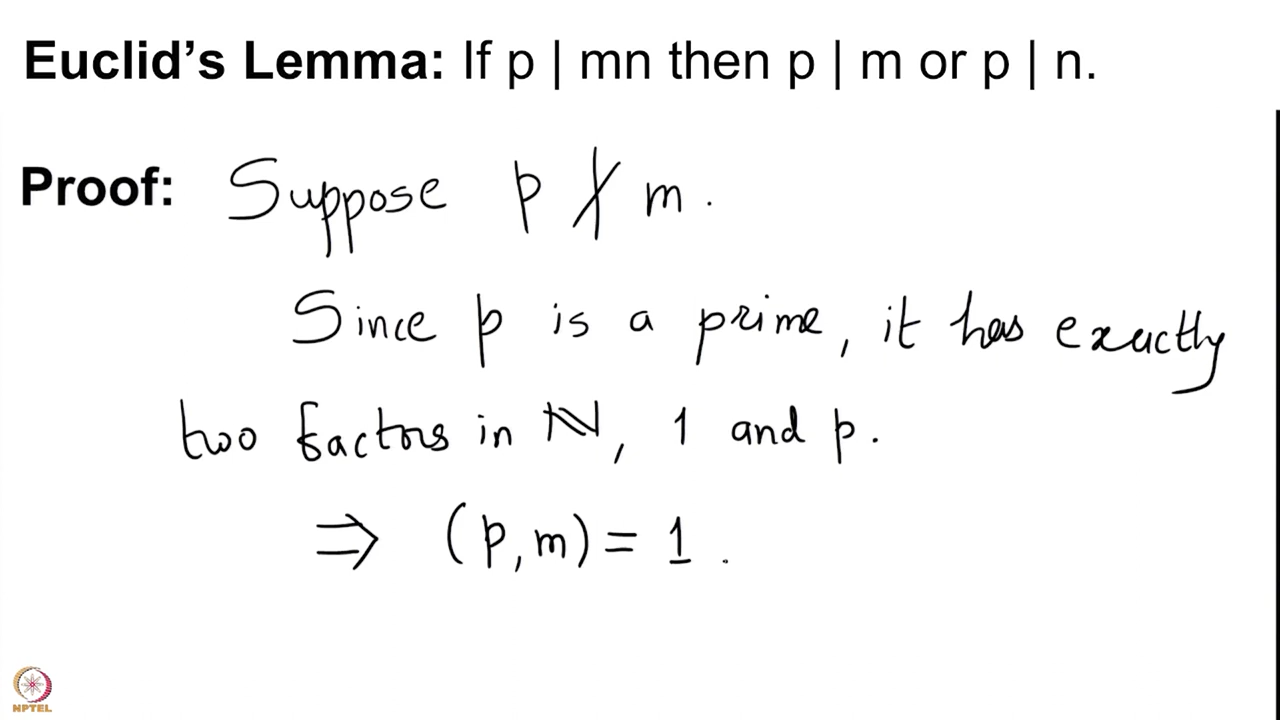 Euclid’s Lemma: If p | mn then p | m or p | n.
Proof: Suppose p ∤ m.
Since p is a prime, it has exactly
two factors in ℕ, 1 and p.
⇒ (p, m) = 1.
NPTEL